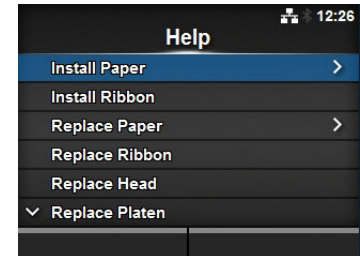 12:26
Help
Install Paper
Install Ribbon
Replace Paper
Replace Ribbon
Replace Head
Replace Platen